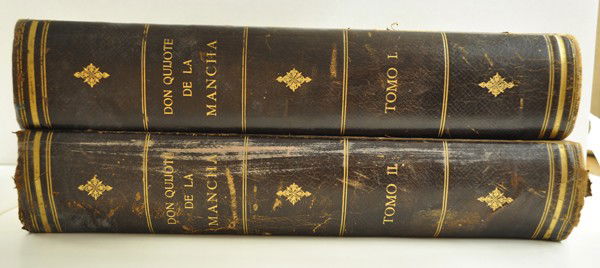 DON QUIJOTE
DE LA
MANCHA
TOMO I.
DON QUIJOTE
DE LA
MANCHA
TOMO II.